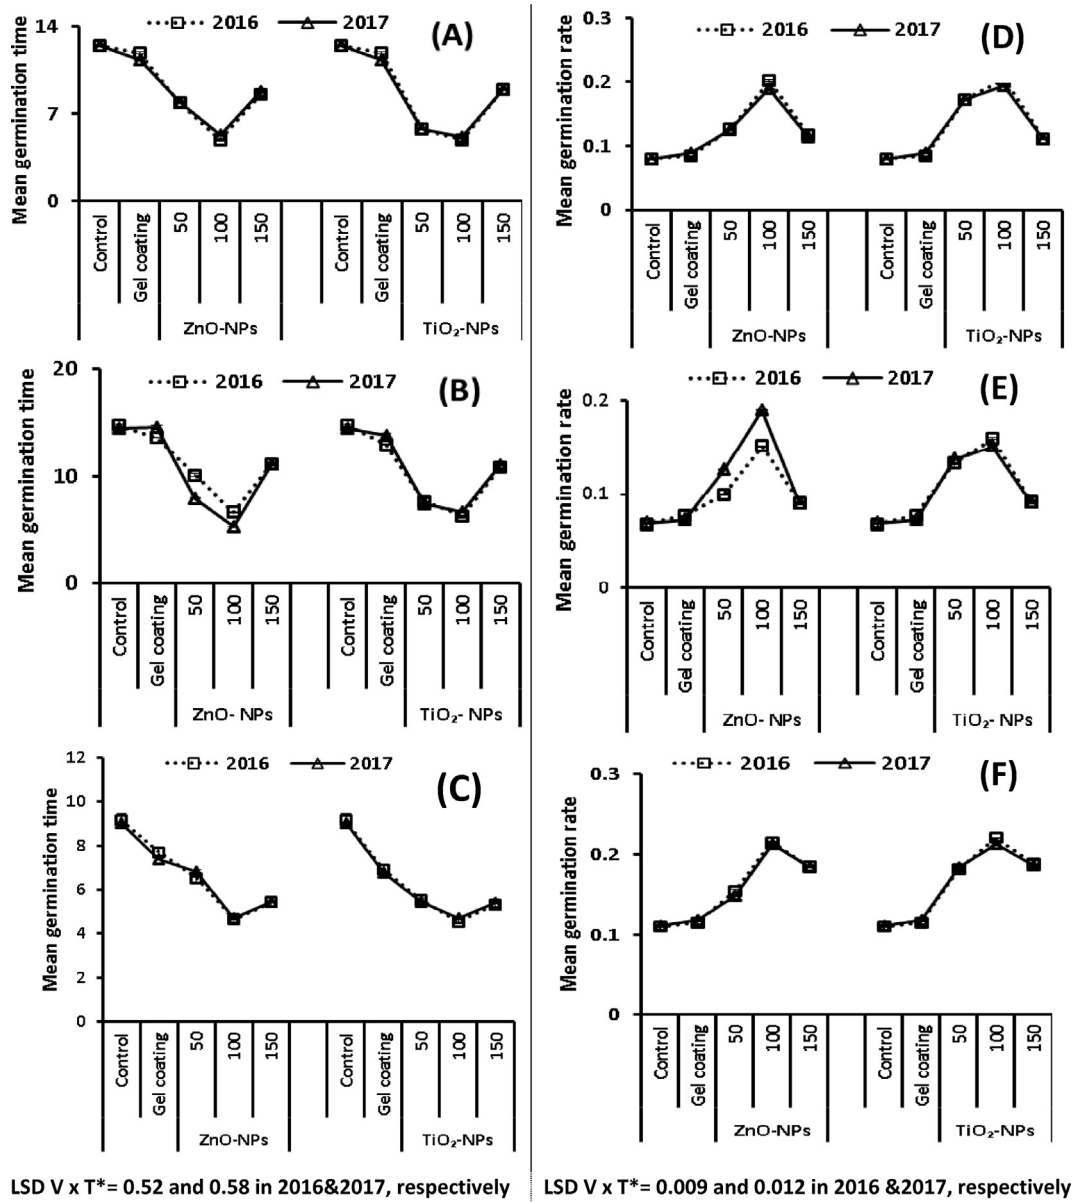 2016 2017
(A)
Mean germination time
14
7
0
Control
Gel coating
50
100
150
Control
Gel coating
50
100
150
ZnO-NPs
TiO₂-NPs
2016 2017
(B)
Mean germination time
20
10
0
Control
Gel coating
50
100
150
Control
Gel coating
50
100
150
ZnO- NPs
TiO₂- NPs
2016 2017
(C)
Mean germination time
12
10
8
6
4
2
0
Control
Gel coating
50
100
150
Control
Gel coating
50
100
150
ZnO-NPs
TiO₂-NPs
LSD V x T*= 0.52 and 0.58 in 2016&2017, respectively
2016 2017
(D)
Mean germination rate
0.3
0.2
0.1
0
Control
Gel coating
50
100
150
Control
Gel coating
50
100
150
ZnO-NPs
TiO₂-NPs
2016 2017
(E)
Mean germination rate
0.2
0.1
0
Control
Gel coating
50
100
150
Control
Gel coating
50
100
150
ZnO- NPs
TiO₂- NPs
2016 2017
(F)
Mean germination rate
0.3
0.2
0.1
0
Control
Gel coating
50
100
150
Control
Gel coating
50
100
150
ZnO-NPs
TiO₂-NPs
LSD V x T*= 0.009 and 0.012 in 2016 &2017, respectively